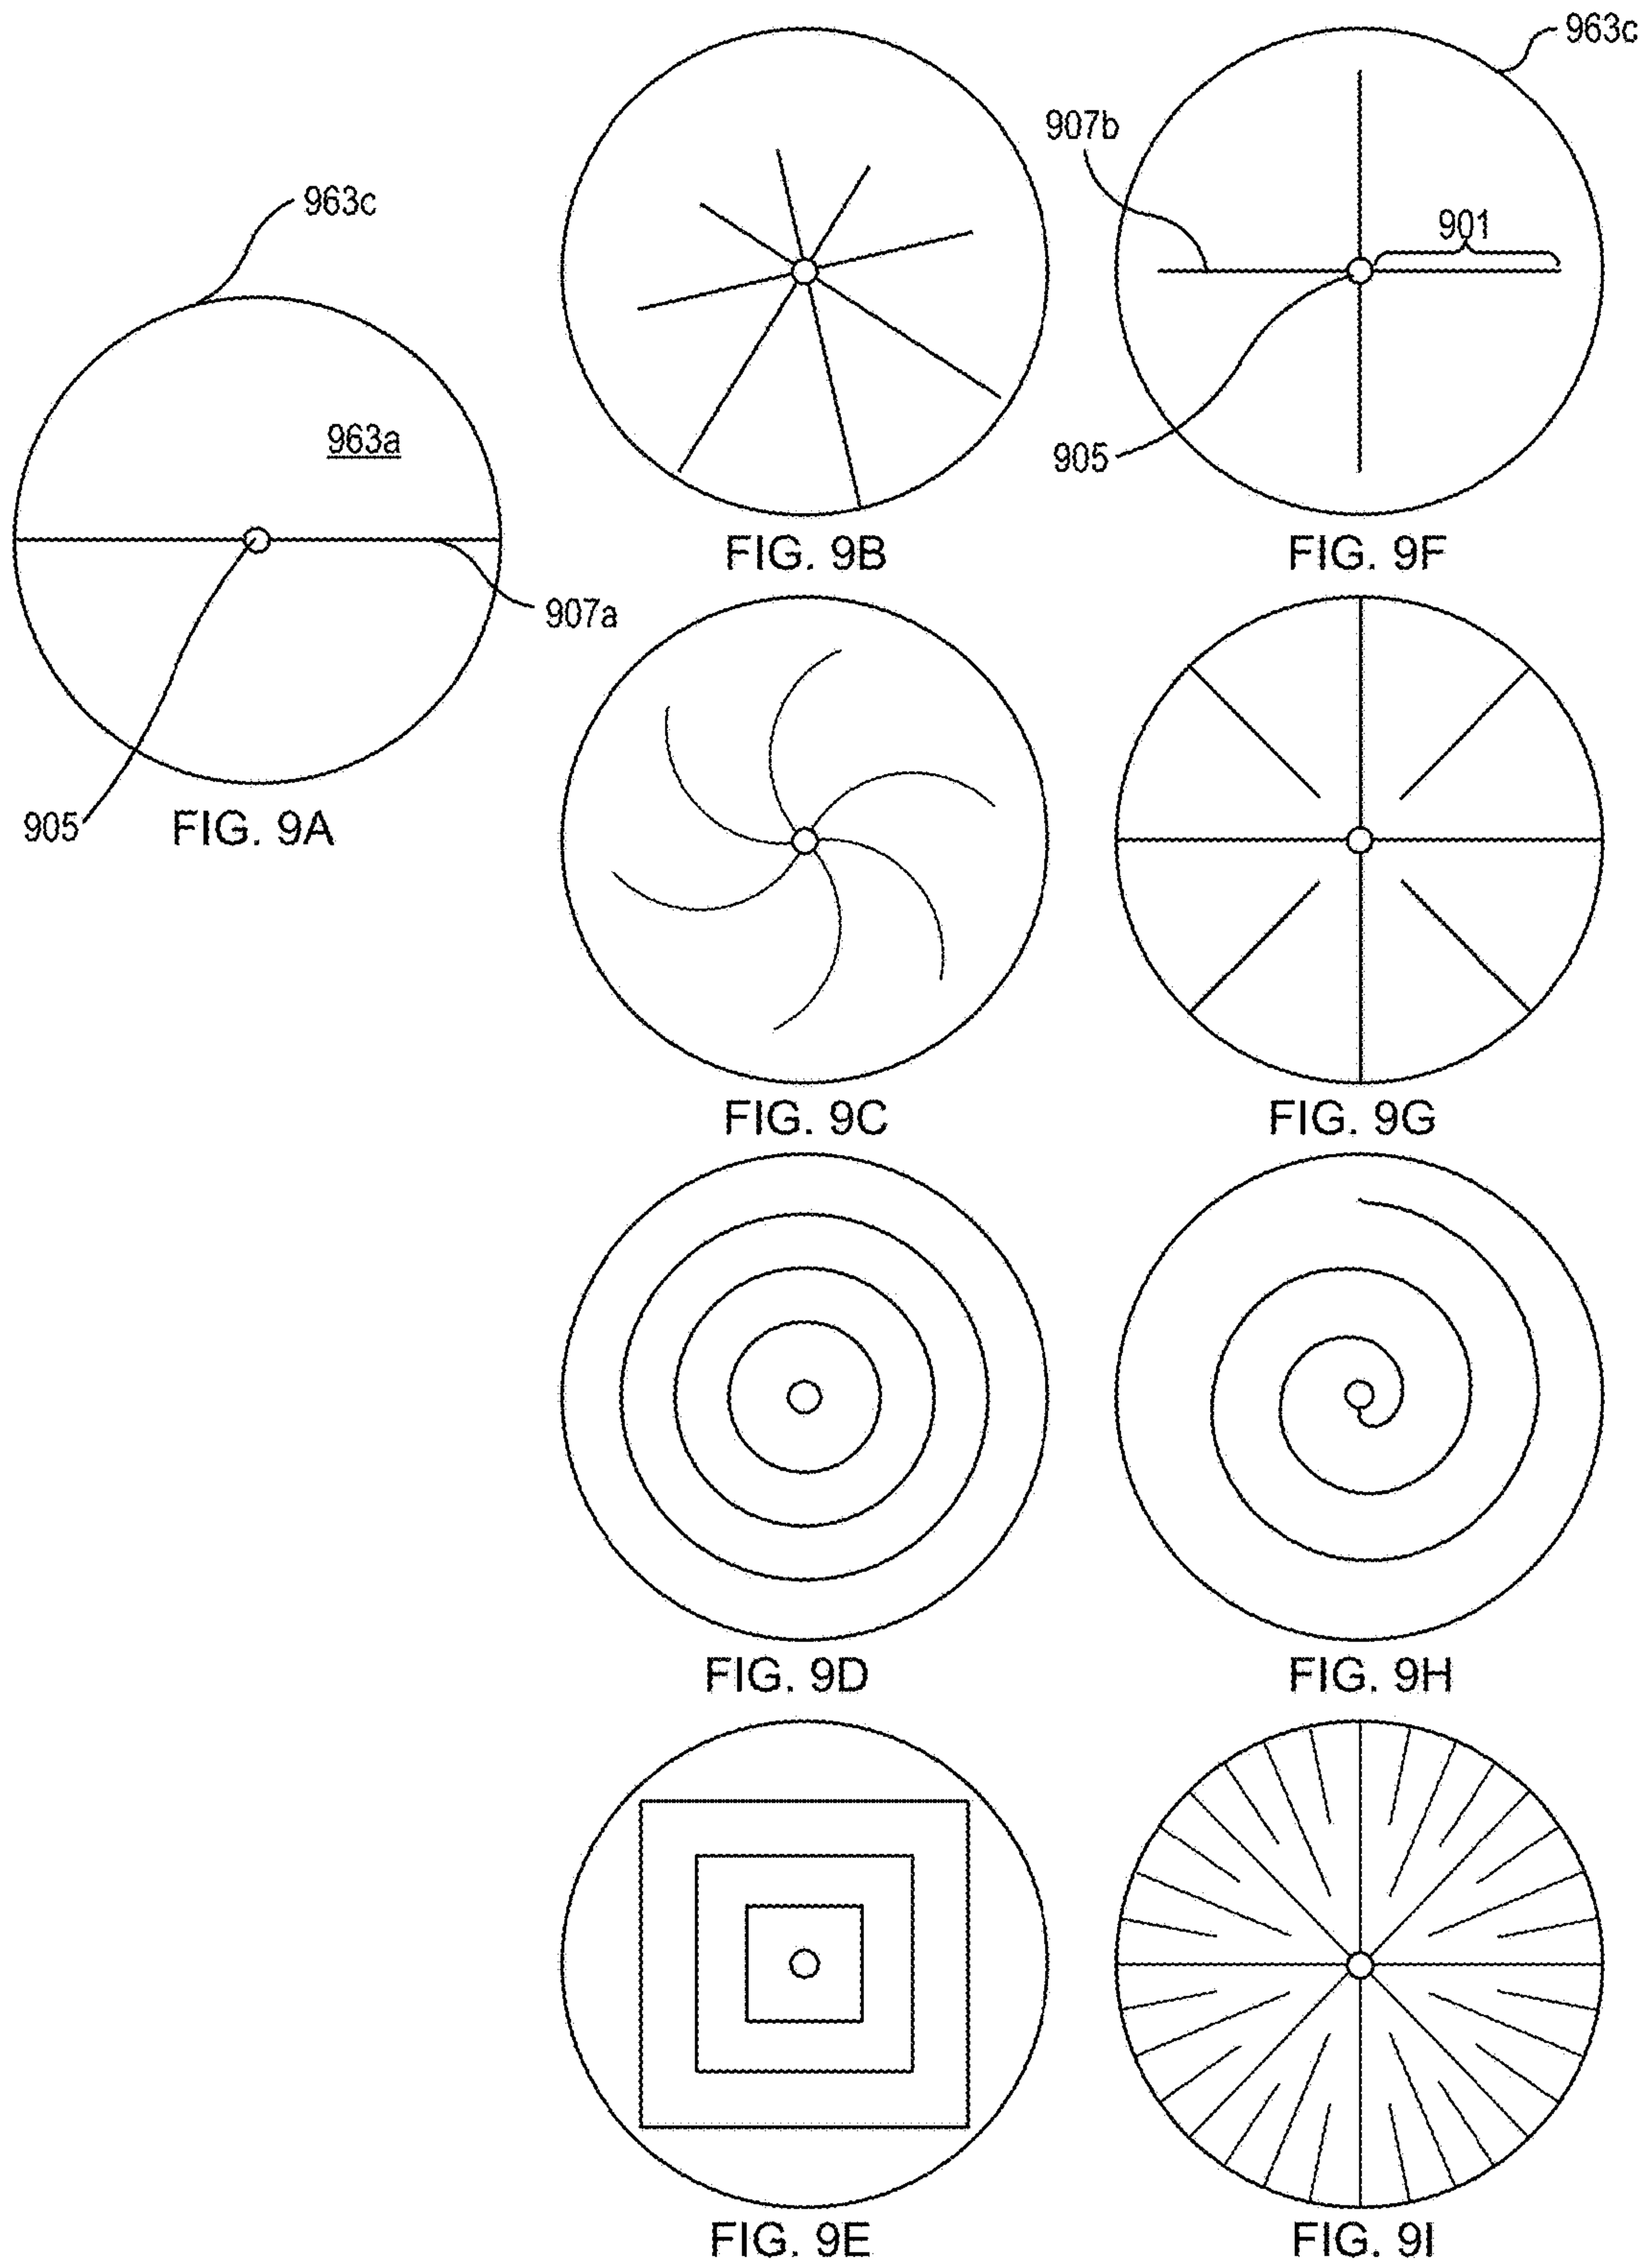 963c
963a
907a
905
FIG. 9A
FIG. 9B
963c
907b
901
905
FIG. 9F
FIG. 9C
FIG. 9G
FIG. 9D
FIG. 9H
FIG. 9E
FIG. 9I